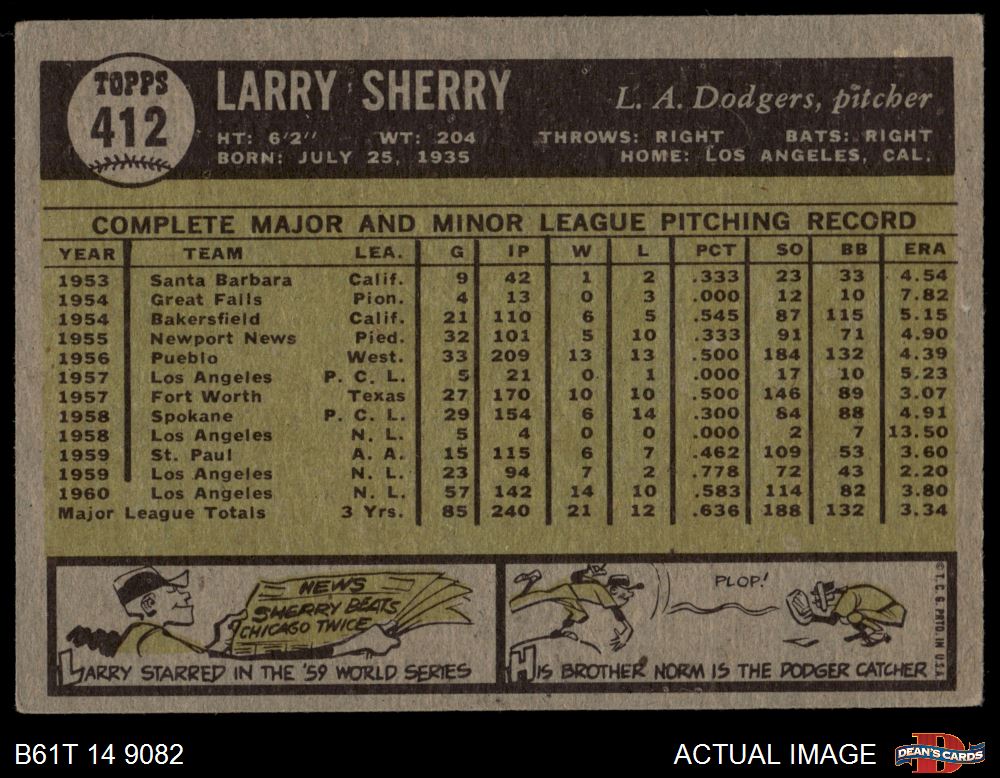 TOPPS
412
LARRY SHERRY
L. A. Dodgers, pitcher
HT: 6'2" WT: 204 THROWS: RIGHT BATS: RIGHT
BORN: JULY 25, 1935 HOME: LOS ANGELES, CAL.
COMPLETE MAJOR AND MINOR LEAGUE PITCHING RECORD
YEAR TEAM LEA. G IP W L PCT SO BB ERA
1953 Santa Barbara Calif. 9 42 1 2 .333 23 33 4.54
1954 Great Falls Pion. 4 13 0 3 .000 12 10 7.82
1954 Bakersfield Calif. 21 110 6 5 .545 87 115 5.15
1955 Newport News Pied. 32 101 5 10 .333 91 71 4.90
1956 Pueblo West. 33 209 13 13 .500 184 132 4.39
1957 Los Angeles P. C. L. 5 21 0 1 .000 17 10 5.23
1957 Fort Worth Texas 27 170 10 10 .500 146 89 3.07
1958 Spokane P. C. L. 29 154 6 14 .300 84 88 4.91
1958 Los Angeles N. L. 5 4 0 0 .000 2 7 13.50
1959 St. Paul A. A. 15 115 6 7 .462 109 53 3.60
1959 Los Angeles N. L. 23 94 7 2 .778 72 43 2.20
1960 Los Angeles N. L. 57 142 14 10 .583 114 82 3.80
Major League Totals 3 Yrs. 85 240 21 12 .636 188 132 3.34
NEWS
SHERRY BEATS
CHICAGO TWICE
LARRY STARRED IN THE '59 WORLD SERIES
PLOP!
HIS BROTHER NORM IS THE DODGER CATCHER
© T. C. G. PRTD. IN U.S.A.
B61T 14 9082
ACTUAL IMAGE
D
DEAN'S CARDS